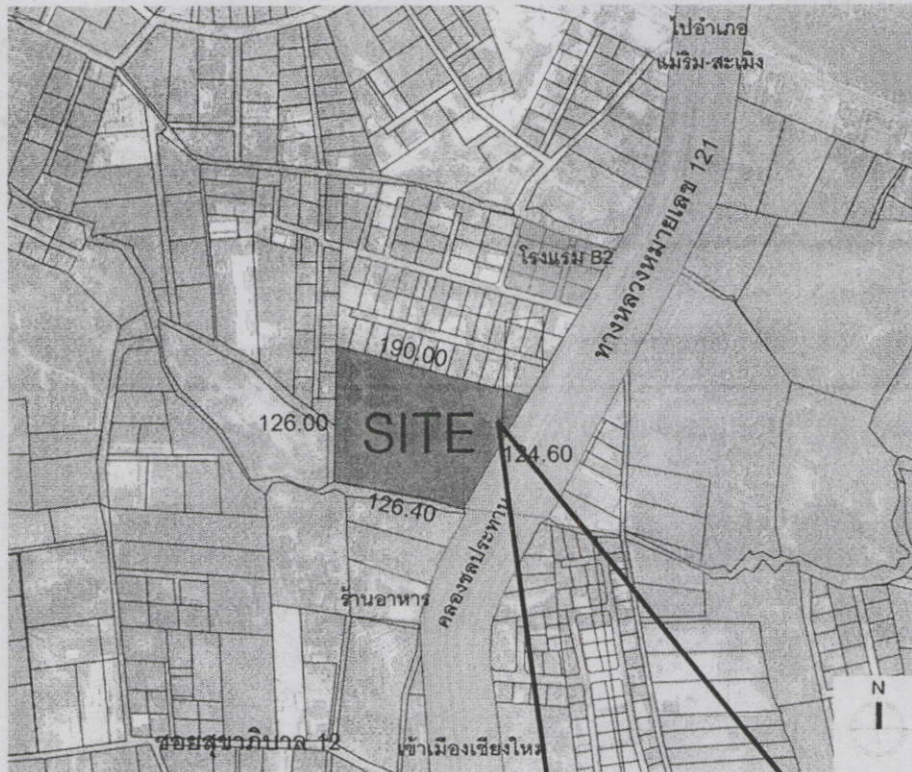 ไปอำเภอ
แม่ริม-สะเมิง
ทางหลวงหมายเลข 121
โรงแรม B2
190.00
126.00
SITE
124.60
126.40
คลองชลประทาน
ร้านอาหาร
ซอยสุขาภิบาล 12
เข้าเมืองเชียงใหม่
N